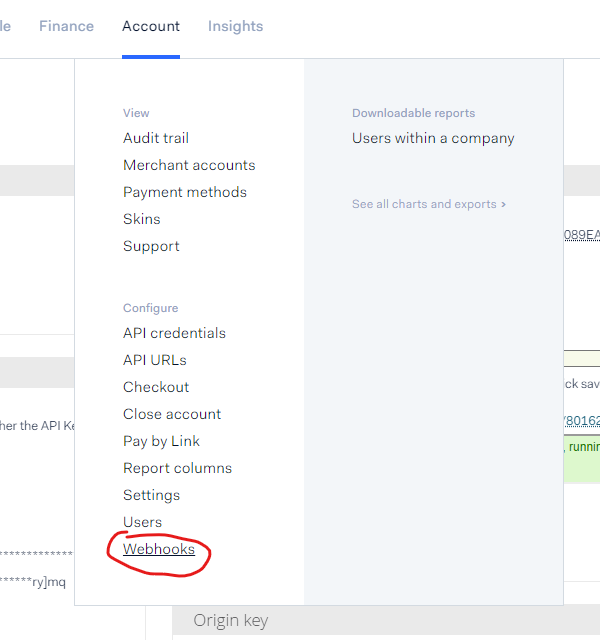 le Finance Account Insights
View
Audit trail
Merchant accounts
Payment methods
Skins
Support
Configure
API credentials
API URLs
Checkout
Close account
Pay by Link
Report columns
Settings
Users
Webhooks
Downloadable reports
Users within a company
See all charts and exports >
089EA
ick sav
/80162
, runnin
her the API Ke
*************
******ry]mq
Origin key